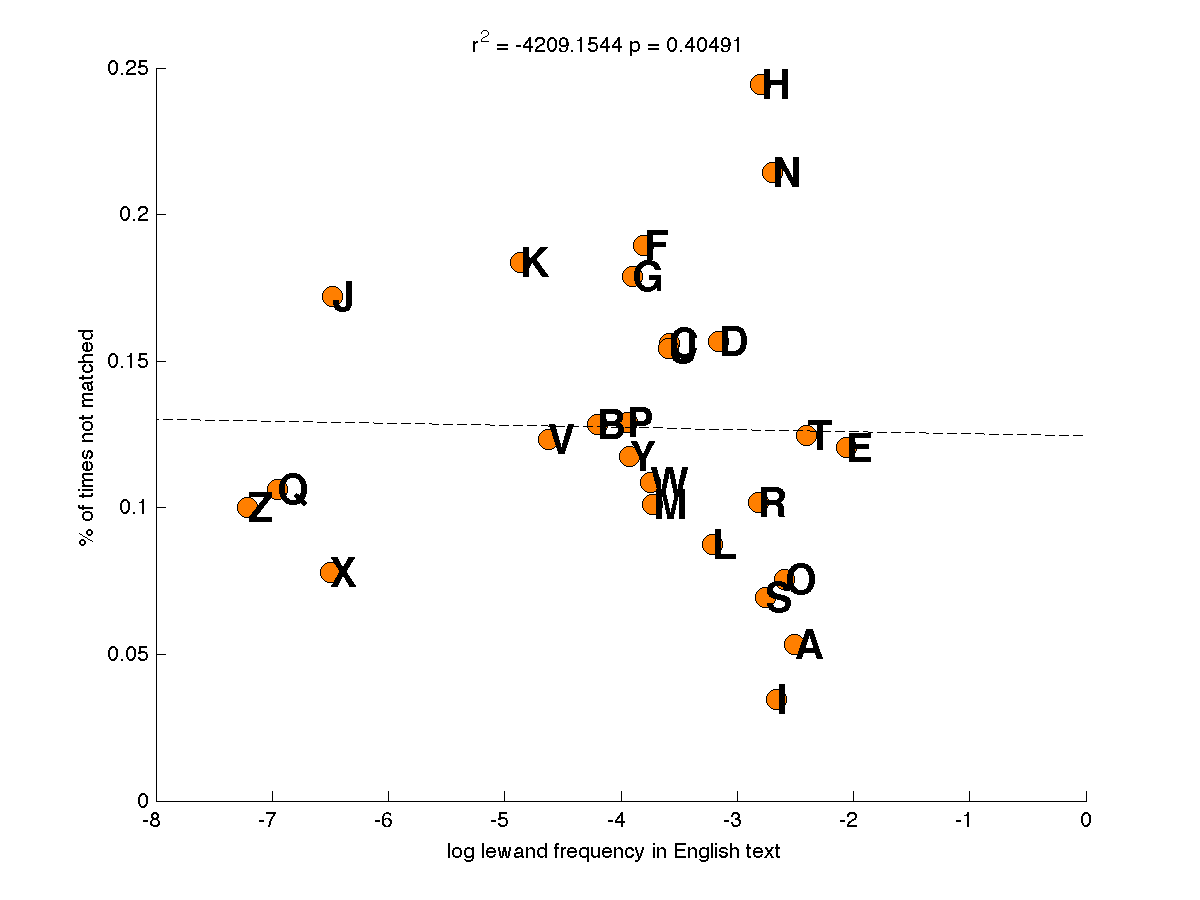 r2 = -4209.1544 p = 0.40491
0.25
H
N
0.2
F
K
G
J
0.15
C
U
D
% of times not matched
B
P
V
T
E
Y
W
Q
M
R
0.1
Z
L
X
O
S
0.05
A
I
0
-8
-7
-6
-5
-4
-3
-2
-1
0
log lewand frequency in English text